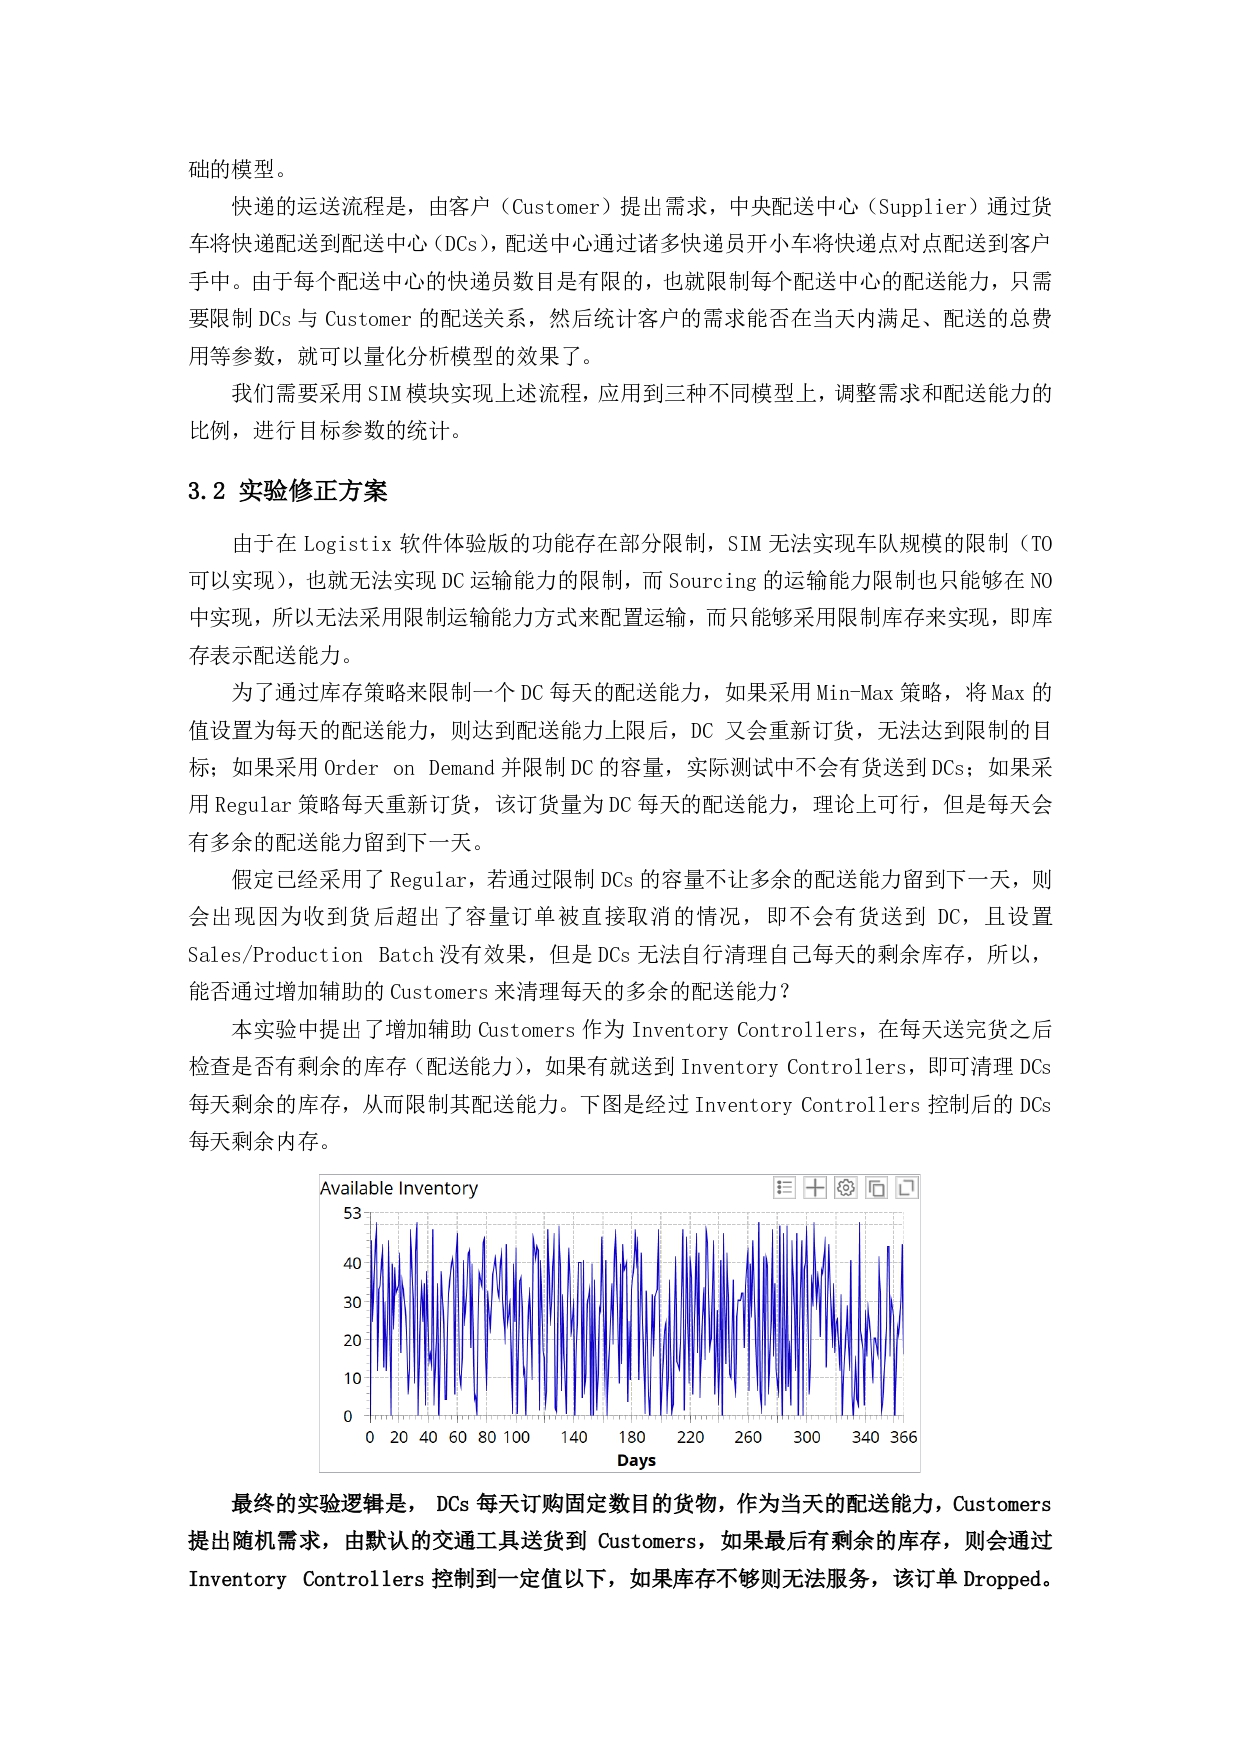 础的模型。
快递的运送流程是，由客户（Customer）提出需求，中央配送中心（Supplier）通过货
车将快递配送到配送中心（DCs），配送中心通过诸多快递员开小车将快递点对点配送到客户
手中。由于每个配送中心的快递员数目是有限的，也就限制每个配送中心的配送能力，只需
要限制 DCs 与 Customer 的配送关系，然后统计客户的需求能否在当天内满足、配送的总费
用等参数，就可以量化分析模型的效果了。
我们需要采用 SIM 模块实现上述流程，应用到三种不同模型上，调整需求和配送能力的
比例，进行目标参数的统计。
3.2 实验修正方案
由于在 Logistix 软件体验版的功能存在部分限制，SIM 无法实现车队规模的限制（TO
可以实现），也就无法实现 DC 运输能力的限制，而 Sourcing 的运输能力限制也只能够在 NO
中实现，所以无法采用限制运输能力方式来配置运输，而只能够采用限制库存来实现，即库
存表示配送能力。
为了通过库存策略来限制一个 DC 每天的配送能力，如果采用 Min-Max 策略，将 Max 的
值设置为每天的配送能力，则达到配送能力上限后，DC 又会重新订货，无法达到限制的目
标；如果采用 Order on Demand 并限制 DC 的容量，实际测试中不会有货送到 DCs；如果采
用 Regular 策略每天重新订货，该订货量为 DC 每天的配送能力，理论上可行，但是每天会
有多余的配送能力留到下一天。
假定已经采用了 Regular，若通过限制 DCs 的容量不让多余的配送能力留到下一天，则
会出现因为收到货后超出了容量订单被直接取消的情况，即不会有货送到 DC，且设置
Sales/Production Batch 没有效果，但是 DCs 无法自行清理自己每天的剩余库存，所以，
能否通过增加辅助的 Customers 来清理每天的多余的配送能力？
本实验中提出了增加辅助 Customers 作为 Inventory Controllers，在每天送完货之后
检查是否有剩余的库存（配送能力），如果有就送到 Inventory Controllers，即可清理 DCs
每天剩余的库存，从而限制其配送能力。下图是经过 Inventory Controllers 控制后的 DCs
每天剩余内存。
Available Inventory
53
40
30
20
10
0
0 20 40 60 80 100 140 180 220 260 300 340 366
Days
最终的实验逻辑是， DCs 每天订购固定数目的货物，作为当天的配送能力，Customers
提出随机需求，由默认的交通工具送货到 Customers，如果最后有剩余的库存，则会通过
Inventory Controllers 控制到一定值以下，如果库存不够则无法服务，该订单 Dropped。